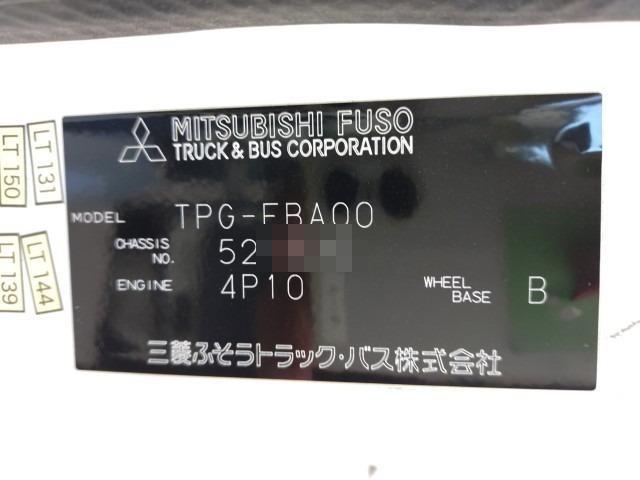 MITSUBISHI FUSO
TRUCK & BUS CORPORATION
MODEL TPG-FBA00
CHASSIS NO. 52
ENGINE 4P10
WHEEL BASE B
三菱ふそうトラック・バス株式会社
LT 131
LT 150
LT 144
LT 139